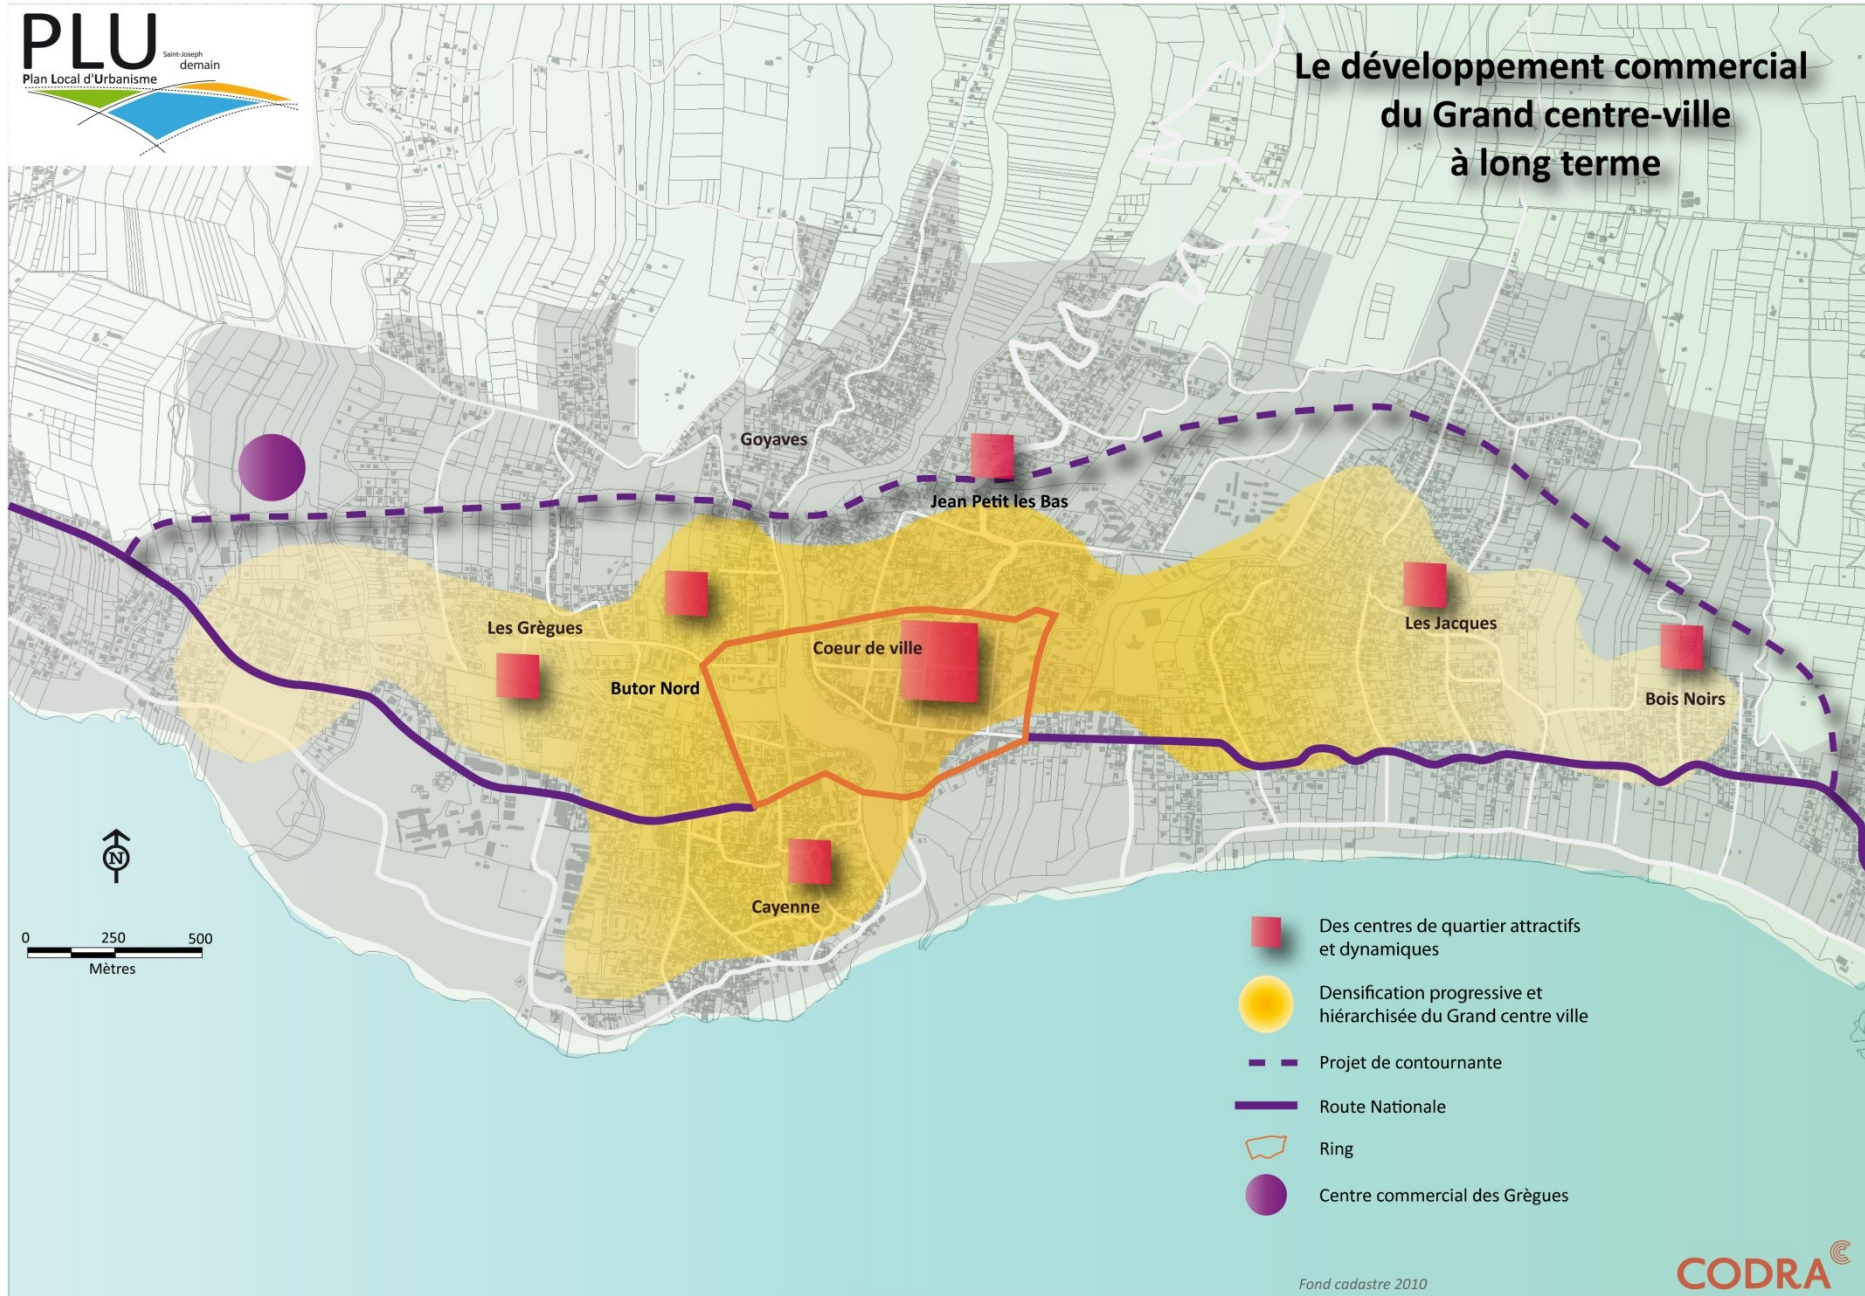 PLU
Saint-Joseph
demain
Plan Local d'Urbanisme
Le développement commercial
du Grand centre-ville
à long terme
Goyaves
Jean Petit les Bas
Les Grègues
Coeur de ville
Les Jacques
Butor Nord
Bois Noirs
Cayenne
N
0 250 500
Mètres
Des centres de quartier attractifs
et dynamiques
Densification progressive et
hiérarchisée du Grand centre ville
Projet de contournante
Route Nationale
Ring
Centre commercial des Grègues
Fond cadastre 2010
CODRA